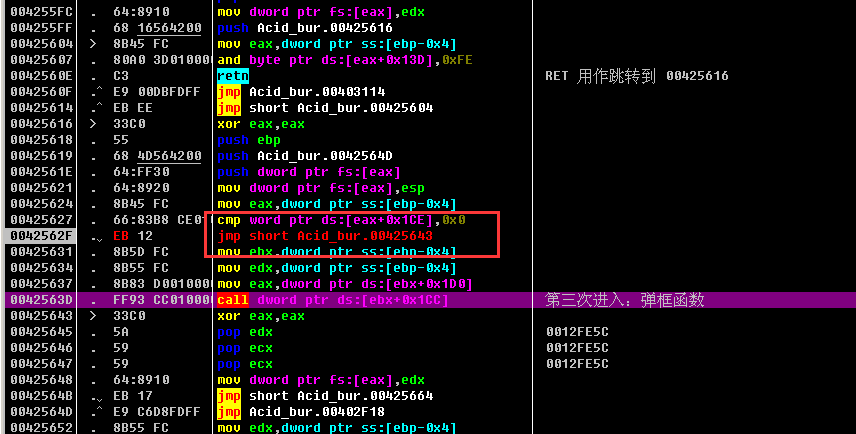 004255FC . 64:8910 mov dword ptr fs:[eax],edx
004255FF . 68 16564200 push Acid_bur.00425616
00425604 > 8B45 FC mov eax,dword ptr ss:[ebp-0x4]
00425607 . 80A0 3D01000 and byte ptr ds:[eax+0x13D],0xFE
0042560E . C3 retn RET 用作跳转到 00425616
0042560F .^ E9 00DBFDFF jmp Acid_bur.00403114
00425614 .^ EB EE jmp short Acid_bur.00425604
00425616 > 33C0 xor eax,eax
00425618 . 55 push ebp
00425619 . 68 4D564200 push Acid_bur.0042564D
0042561E . 64:FF30 push dword ptr fs:[eax]
00425621 . 64:8920 mov dword ptr fs:[eax],esp
00425624 . 8B45 FC mov eax,dword ptr ss:[ebp-0x4]
00425627 . 66:83B8 CE0 cmp word ptr ds:[eax+0x1CE],0x0
0042562F .⌄ EB 12 jmp short Acid_bur.00425643
00425631 . 8B5D FC mov ebx,dword ptr ss:[ebp-0x4]
00425634 . 8B55 FC mov edx,dword ptr ss:[ebp-0x4]
00425637 . 8B83 D001000 mov eax,dword ptr ds:[ebx+0x1D0]
0042563D . FF93 CC01000 call dword ptr ds:[ebx+0x1CC] 第三次进入：弹框函数
00425643 > 33C0 xor eax,eax
00425645 . 5A pop edx 0012FE5C
00425646 . 59 pop ecx 0012FE5C
00425647 . 59 pop ecx 0012FE5C
00425648 . 64:8910 mov dword ptr fs:[eax],edx
0042564B .⌄ EB 17 jmp short Acid_bur.00425664
0042564D .^ E9 C6D8FDFF jmp Acid_bur.00402F18
00425652 . 8B55 FC mov edx,dword ptr ss:[ebp-0x4]